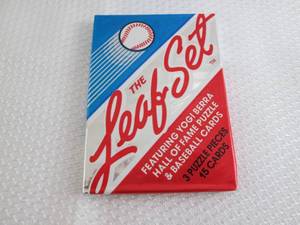 THE
Leaf Set
TM
FEATURING YOGI BERRA
HALL OF FAME PUZZLE
& BASEBALL CARDS
3 PUZZLE PIECES
15 CARDS